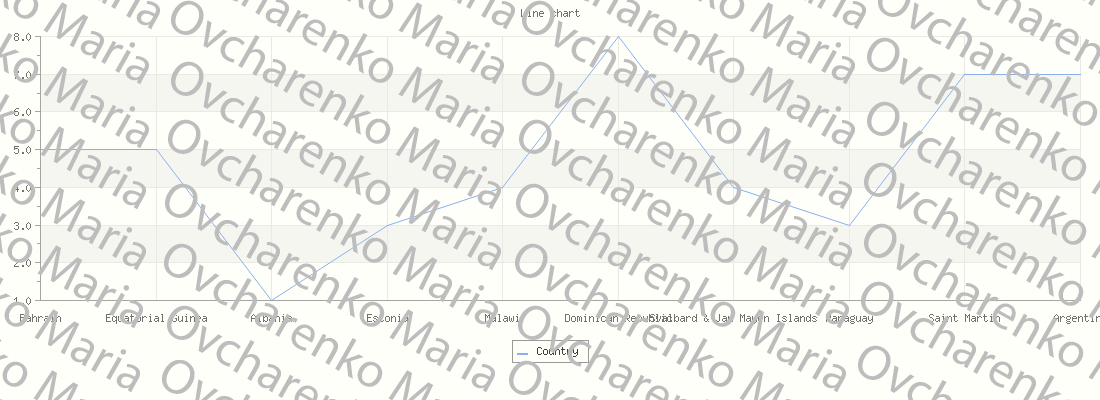 Line chart
8.0
7.0
6.0
5.0
4.0
3.0
2.0
1.0
Bahrain Equatorial Guinea Albania Estonia Malawi Dominican Republic Svalbard & Jan Mayen Islands Paraguay Saint Martin Argentin
Country
Ovcharenko Maria